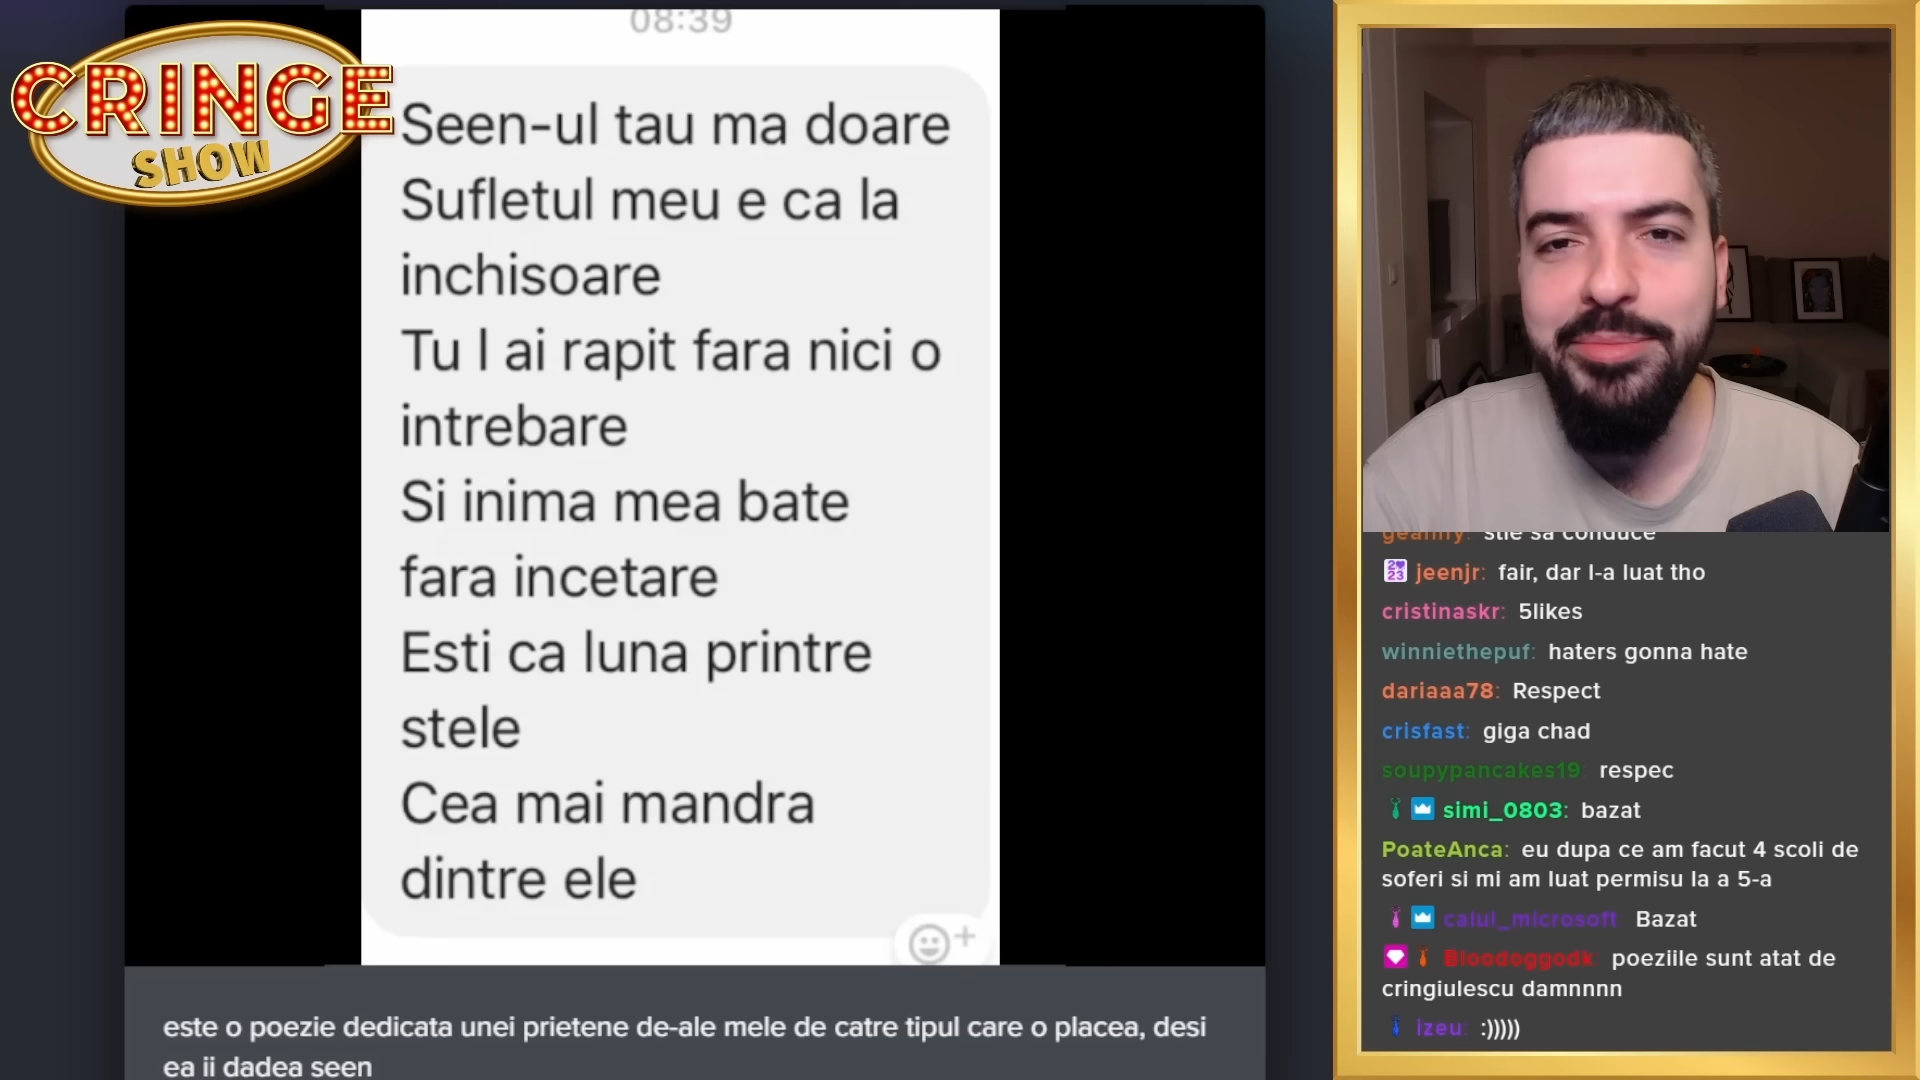 CRINGE
SHOW
08:39
Seen-ul tau ma doare
Sufletul meu e ca la
inchisoare
Tu l ai rapit fara nici o
intrebare
Si inima mea bate
fara incetare
Esti ca luna printre
stele
Cea mai mandra
dintre ele
este o poezie dedicata unei prietene de-ale mele de catre tipul care o placea, desi
ea ii dadea seen
geanny: stie sa conduce
jeenjr: fair, dar l-a luat tho
cristinaskr: 5likes
winniethepuf: haters gonna hate
dariaaa78: Respect
crisfast: giga chad
soupypancakes19: respec
simi_0803: bazat
PoateAnca: eu dupa ce am facut 4 scoli de
soferi si mi am luat permisu la a 5-a
calul_microsoft Bazat
Bloodoggodk: poeziile sunt atat de
cringiulescu damnnnn
izeu: :)))))